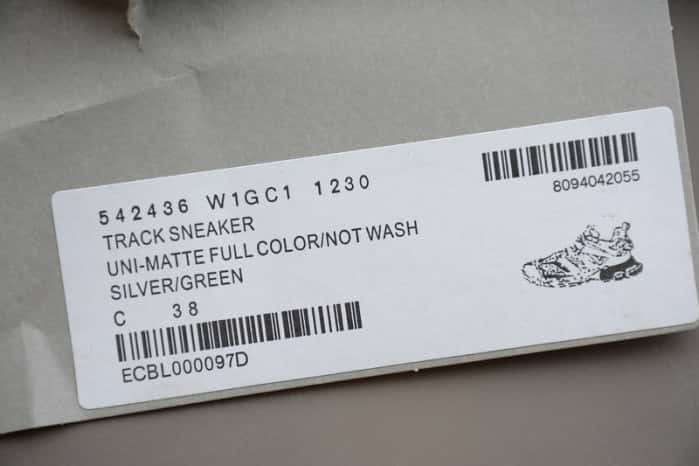 542436 W1GC1 1230
TRACK SNEAKER
UNI-MATTE FULL COLOR/NOT WASH
SILVER/GREEN
C 38
ECBL000097D
8094042055